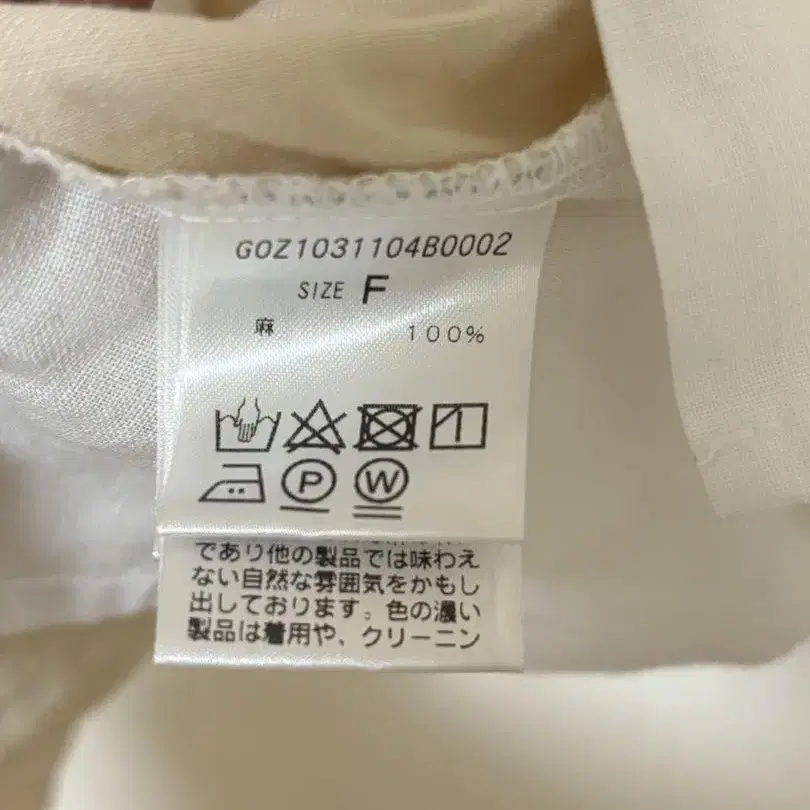 G0Z1031104B0002
SIZE F
麻 100%
P W
であり他の製品では味わえ
ない自然な雰囲気をかもし
出しております。色の濃い
製品は着用や、クリーニン